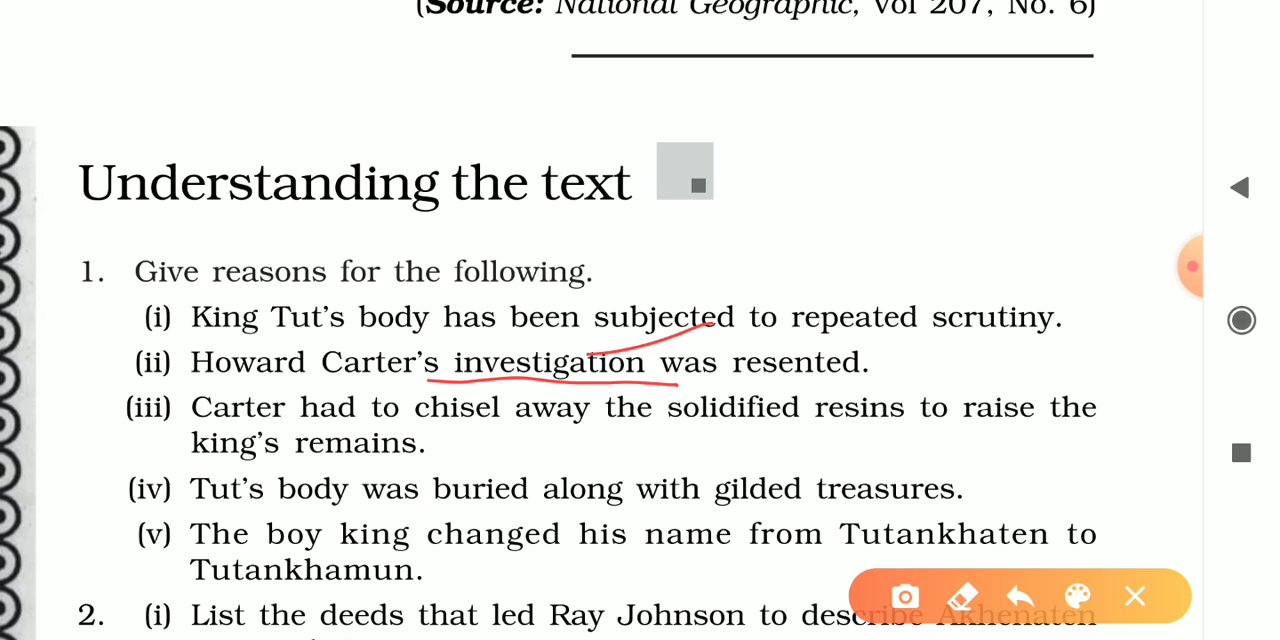 (Source: National Geographic, Vol 207, No. 6)
Understanding the text
1. Give reasons for the following.
(i) King Tut's body has been subjected to repeated scrutiny.
(ii) Howard Carter's investigation was resented.
(iii) Carter had to chisel away the solidified resins to raise the
king's remains.
(iv) Tut's body was buried along with gilded treasures.
(v) The boy king changed his name from Tutankhaten to
Tutankhamun.
2. (i) List the deeds that led Ray Johnson to describe Akhenaten